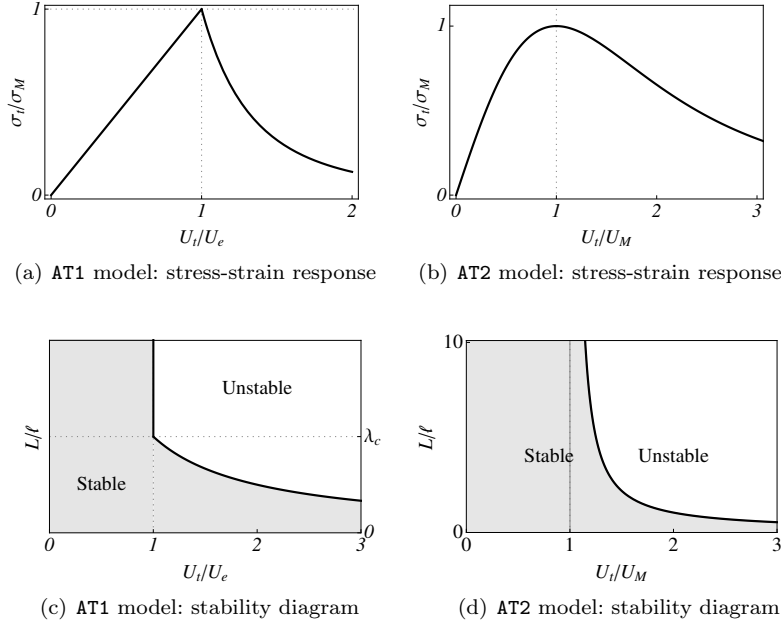 1
σt/σM
0
0
1
2
Ut/Ue
(a) AT1 model: stress-strain response
1
σt/σM
0
0
1
2
3
Ut/UM
(b) AT2 model: stress-strain response
L/ℓ
Unstable
λc
Stable
0
0
1
2
3
Ut/Ue
(c) AT1 model: stability diagram
10
5
0
L/ℓ
Stable
Unstable
0
1
2
3
Ut/UM
(d) AT2 model: stability diagram